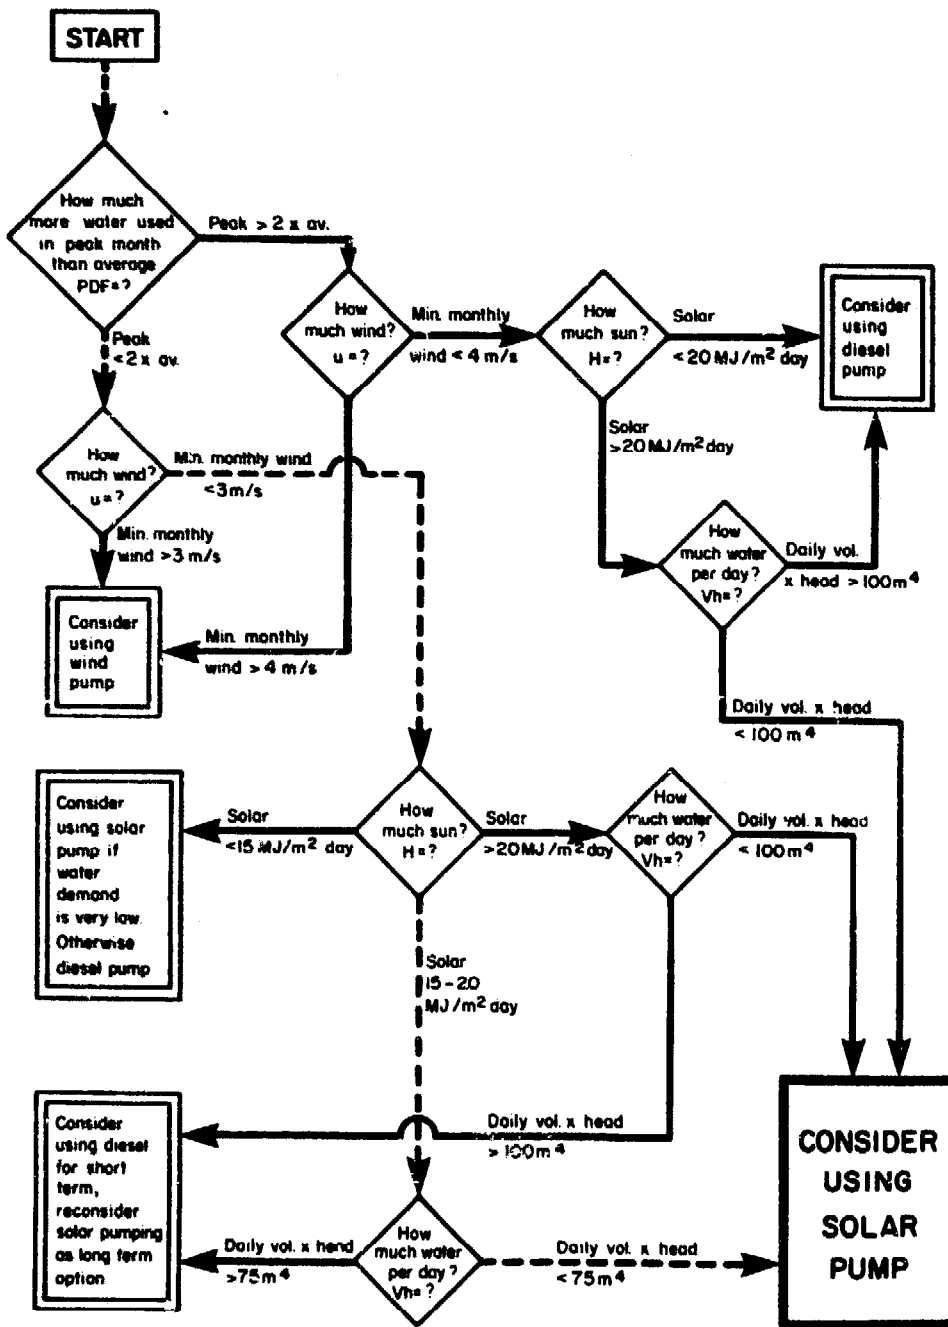 START
How much
more water used
in peak month
than average
PDF=?
Peak > 2 x av.
Peak
<2 x av.
How
much wind?
u = ?
Min. monthly
wind < 4 m/s
How
much sun?
H=?
Solar
<20 MJ/m² day
Consider
using
diesel
pump
Solar
>20 MJ/m² day
How
much wind?
u = ?
Min. monthly wind
<3 m/s
Min. monthly
wind >3 m/s
How
much water
per day?
Vh=?
Daily vol.
x head > 100m⁴
Consider
using
wind
pump
Min. monthly
wind > 4 m/s
Daily vol. x head
< 100 m⁴
Consider
using solar
pump if
water
demand
is very low.
Otherwise
diesel pump
Solar
<15 MJ/m² day
How
much sun?
H=?
Solar
>20 MJ/m² day
How
much water
per day?
Vh=?
Daily vol. x head
< 100m⁴
Solar
15-20
MJ/m² day
Daily vol. x head
> 100m⁴
Consider
using diesel
for short
term,
reconsider
solar pumping
as long term
option
Daily vol. x head
>75m⁴
How
much water
per day?
Vh=?
Daily vol. x head
<75m⁴
CONSIDER
USING
SOLAR
PUMP